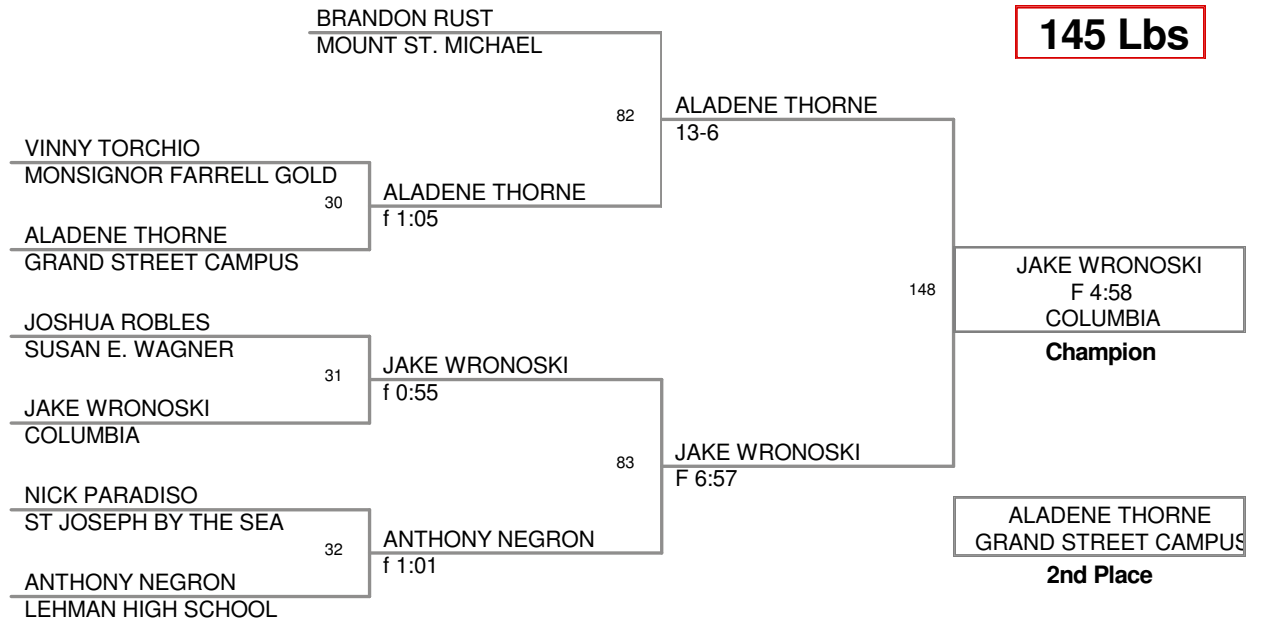 BRANDON RUST
MOUNT ST. MICHAEL
145 Lbs
82
ALADENE THORNE
13-6
VINNY TORCHIO
MONSIGNOR FARRELL GOLD
30
ALADENE THORNE
f 1:05
ALADENE THORNE
GRAND STREET CAMPUS
148
JAKE WRONOSKI
F 4:58
COLUMBIA
Champion
JOSHUA ROBLES
SUSAN E. WAGNER
31
JAKE WRONOSKI
f 0:55
JAKE WRONOSKI
COLUMBIA
83
JAKE WRONOSKI
F 6:57
NICK PARADISO
ST JOSEPH BY THE SEA
32
ANTHONY NEGRON
f 1:01
ANTHONY NEGRON
LEHMAN HIGH SCHOOL
ALADENE THORNE
GRAND STREET CAMPUS
2nd Place